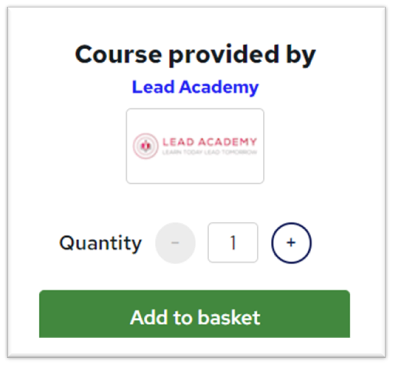 Course provided by
Lead Academy
LEAD ACADEMY
LEARN TODAY LEAD TOMORROW
Quantity - 1 +
Add to basket